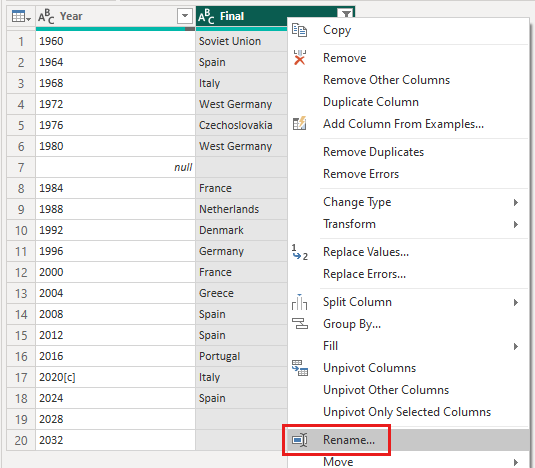 Year Final
1 1960 Soviet Union
2 1964 Spain
3 1968 Italy
4 1972 West Germany
5 1976 Czechoslovakia
6 1980 West Germany
7 null
8 1984 France
9 1988 Netherlands
10 1992 Denmark
11 1996 Germany
12 2000 France
13 2004 Greece
14 2008 Spain
15 2012 Spain
16 2016 Portugal
17 2020[c] Italy
18 2024 Spain
19 2028
20 2032
Copy
Remove
Remove Other Columns
Duplicate Column
Add Column From Examples...
Remove Duplicates
Remove Errors
Change Type
Transform
Replace Values...
Replace Errors...
Split Column
Group By...
Fill
Unpivot Columns
Unpivot Other Columns
Unpivot Only Selected Columns
Rename...
Move